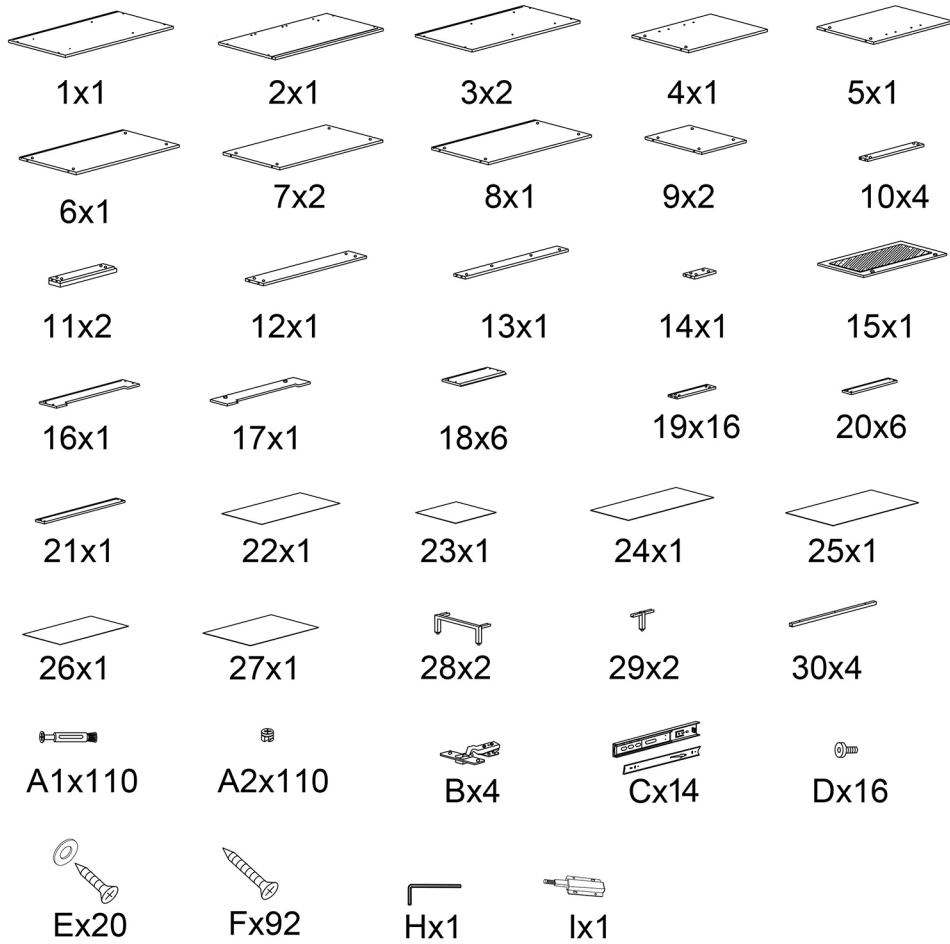 1x1 2x1 3x2 4x1 5x1
6x1 7x2 8x1 9x2 10x4
11x2 12x1 13x1 14x1 15x1
16x1 17x1 18x6 19x16 20x6
21x1 22x1 23x1 24x1 25x1
26x1 27x1 28x2 29x2 30x4
A1x110 A2x110 Bx4 Cx14 Dx16
Ex20 Fx92 Hx1 Ix1